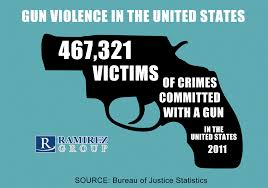 GUN VIOLENCE IN THE UNITED STATES
467,321
VICTIMS
OF CRIMES
COMMITTED
WITH A GUN
IN THE
UNITED STATES
2011
R RAMIREZ
GROUP
SOURCE: Bureau of Justice Statistics